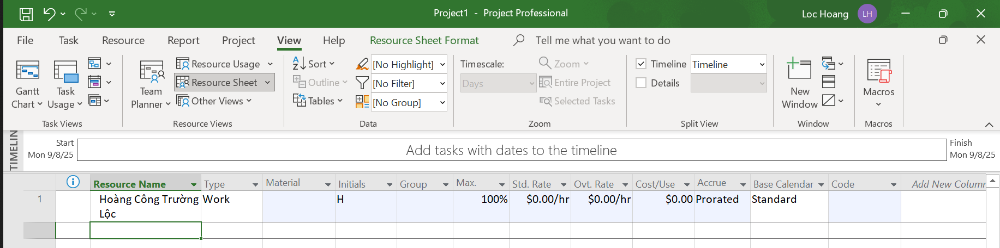 Project1 - Project Professional
Loc Hoang
LH
File Task Resource Report Project View Help Resource Sheet Format Tell me what you want to do
Gantt Chart
Task Usage
Task Views
Team Planner
Resource Usage
Resource Sheet
Other Views
Resource Views
Sort
Outline
Tables
[No Highlight]
[No Filter]
[No Group]
Data
Timescale:
Days
Zoom
Entire Project
Selected Tasks
Zoom
Timeline Timeline
Details
Split View
New Window
Window
Macros
Macros
TIMELIN
Start
Mon 9/8/25
Add tasks with dates to the timeline
Finish
Mon 9/8/25
Resource Name Type Material Initials Group Max. Std. Rate Ovt. Rate Cost/Use Accrue Base Calendar Code Add New Column
1 Hoàng Công Trường Work H 100% $0.00/hr $0.00/hr $0.00 Prorated Standard
Lộc